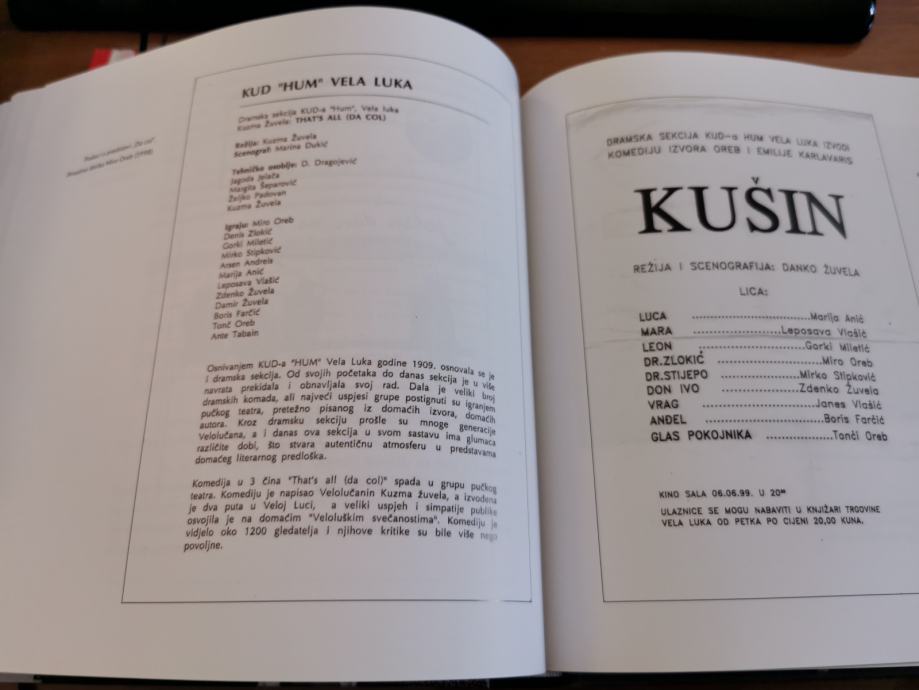 KUD "HUM" VELA LUKA
Dramska sekcija KUD-a "Hum", Vela luka
Kuzma Žuvela: THAT'S ALL (DA COL)
Režija: Kuzma Žuvela
Scenograf: Marina Dukić
Tehničko osoblje: D. Dragojević
Jagoda Jelača
Margita Šeparović
Željko Padovan
Kuzma Žuvela
Igraju: Miro Oreb
Denis Zlokić
Gorki Miletić
Mirko Stipković
Arsen Andreis
Marija Anić
Leposava Vlašić
Zdenko Žuvela
Damir Žuvela
Boris Farčić
Tonč Oreb
Ante Tabain
Osnivanjem KUD-a "HUM" Vela Luka godine 1909. osnovala se je
i dramska sekcija. Od svojih početaka do danas sekcija je u više
navrata prekidala i obnavljala svoj rad. Dala je veliki broj
dramskih komada, ali najveći uspjesi grupe postignuti su igranjem
pučkog teatra, pretežno pisanog iz domaćih izvora, domaćih
autora. Kroz dramsku sekciju prošle su mnoge generacije
Velolučana, a i danas ova sekcija u svom sastavu ima glumaca
različite dobi, što stvara autentičnu atmosferu u predstavama
domaćeg literarnog predloška.
Komedija u 3 čina "That's all (da col)" spada u grupu pučkog
teatra. Komediju je napisao Velolučanin Kuzma žuvela, a izvođena
je dva puta u Veloj Luci, a veliki uspjeh i simpatije publike
osvojila je na domaćim "Veloluškim svečanostima". Komediju je
vidjelo oko 1200 gledatelja i njihove kritike su bile više nego
povoljne.
DRAMSKA SEKCIJA KUD-a HUM VELA LUKA IZVODI
KOMEDIJU IZVORA OREB I EMILIJE KARLAVARIS
KUŠIN
REŽIJA I SCENOGRAFIJA: DANKO ŽUVELA
LICA:
LUCA ..............................Marija Anić
MARA ......................Leposava Vlašić
LEON ...........................Gorki Miletić
DR.ZLOKIĆ ..........................Miro Oreb
DR.STIJEPO ....................Mirko Stipković
DON IVO .....................Zdenko Žuvela
VRAG .............................Janes Vlašić
ANĐEL .............................Boris Farčić
GLAS POKOJNIKA .................Tonči Oreb
KINO SALA 06.06.99. U 20⁰⁰
ULAZNICE SE MOGU NABAVITI U KNJIŽARI TRGOVINE
VELA LUKA OD PETKA PO CIJENI 20,00 KUNA.